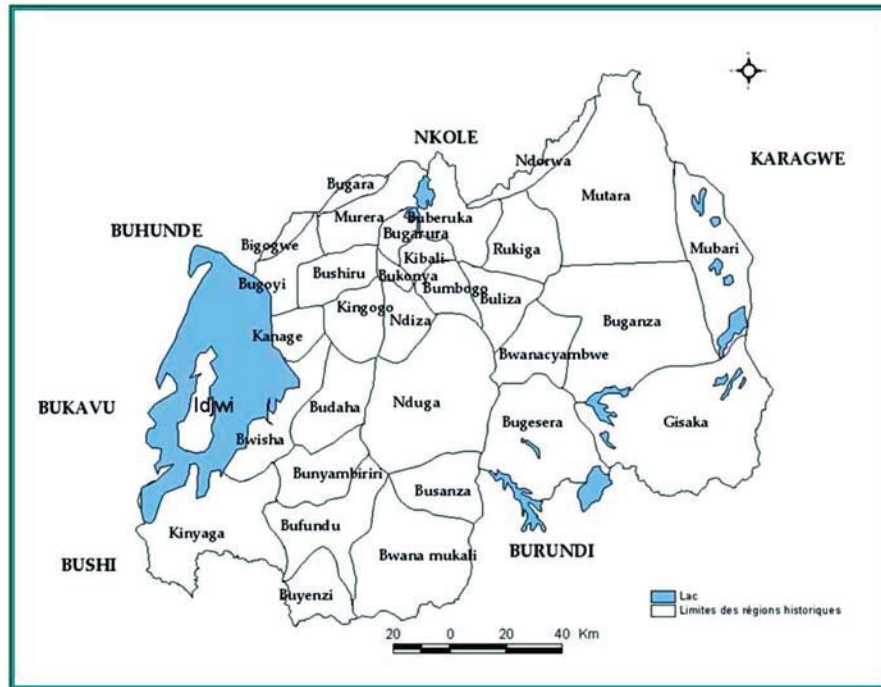 NKOLE
KARAGWE
Ndorwa
Bugara
Mutara
Murera
Buberuka
BUHUNDE
Bugarura
Bigogwe
Rukiga
Mubari
Kibali
Bushiru
Bukonya
Bugoyi
Bumbogo
Buliza
Kingogo
Ndiza
Buganza
Kanage
Bwanacyambwe
Idjwi
BUKAVU
Budaha
Nduga
Bugesera
Gisaka
Bwisha
Bunyambiriri
Busanza
Kinyaga
Bufundu
Bwana mukali
BURUNDI
BUSHI
Buyenzi
Lac
Limites des régions historiques
20 0 20 40 Km